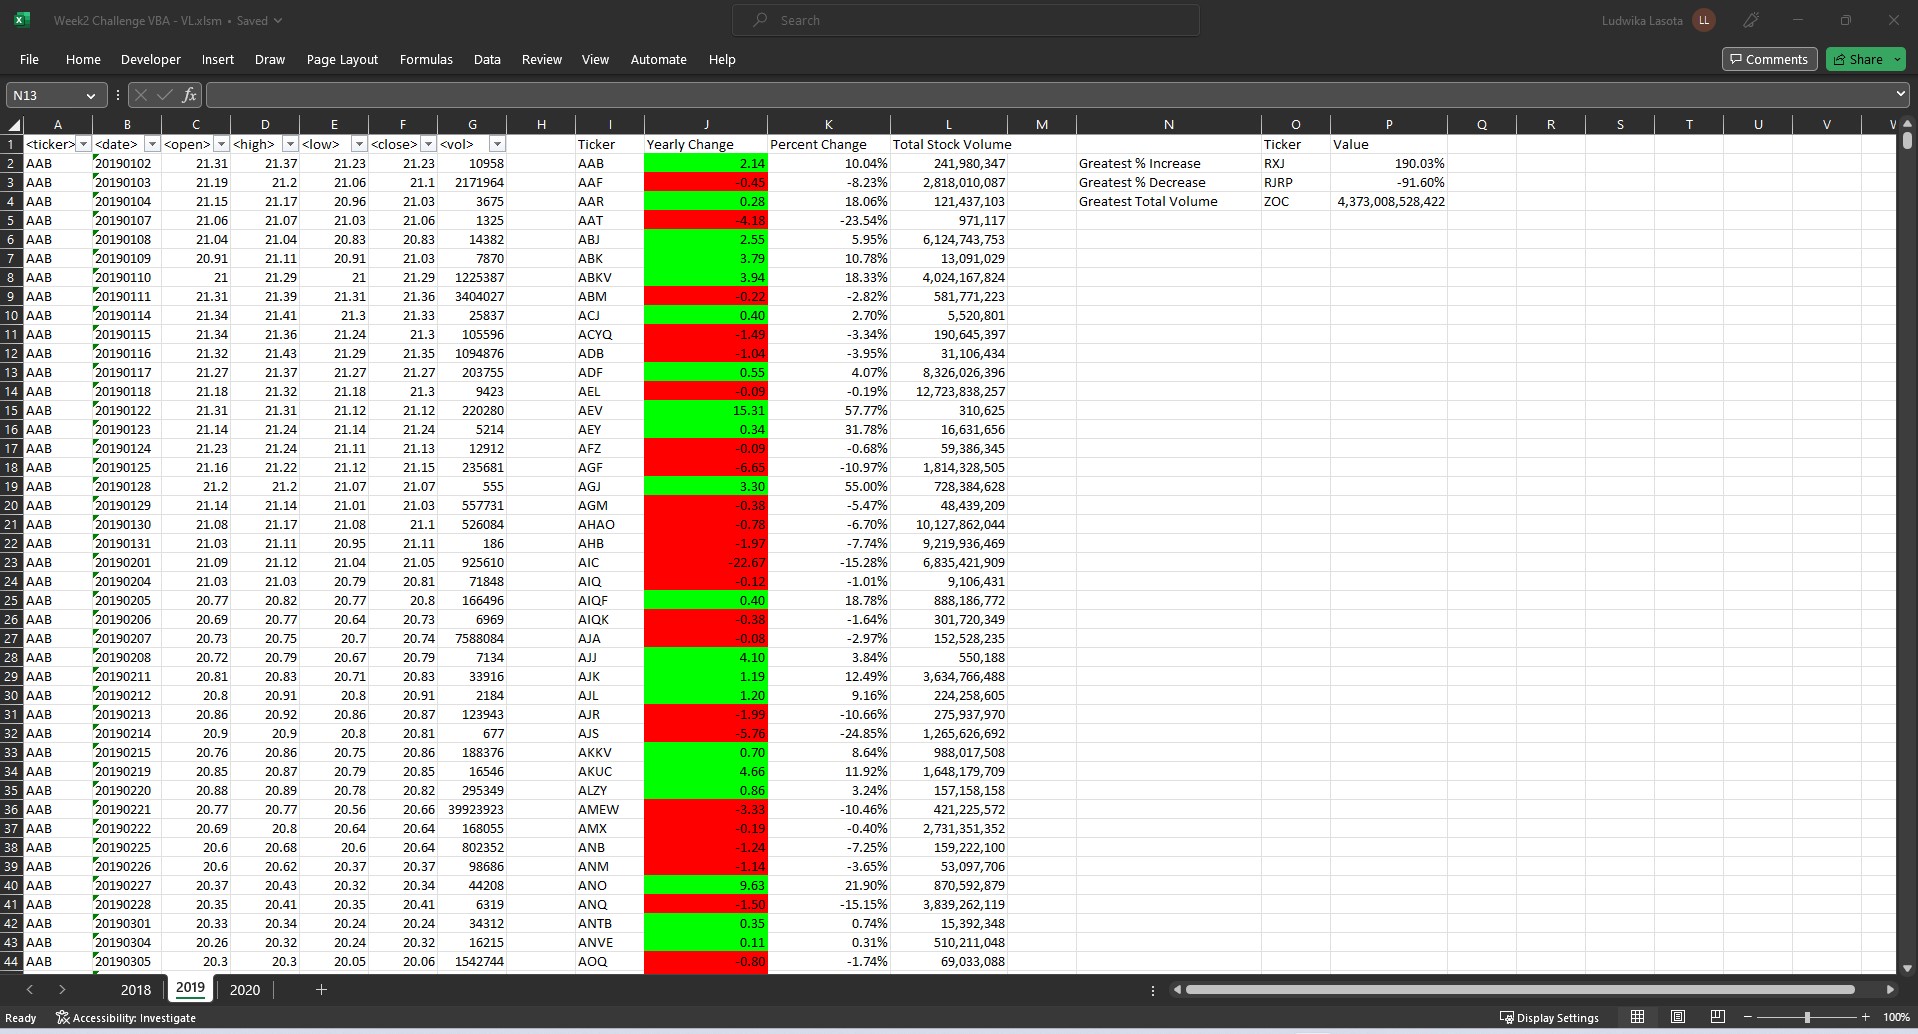 Week2 Challenge VBA - VL.xlsm • Saved
Search
Ludwika Lasota LL
File Home Developer Insert Draw Page Layout Formulas Data Review View Automate Help
Comments Share
N13 fx
A B C D E F G H I J K L M N O P Q R S T U V
1 <ticker> <date> <open> <high> <low> <close> <vol> Ticker Yearly Change Percent Change Total Stock Volume Ticker Value
2 AAB 20190102 21.31 21.37 21.23 21.23 10958 AAB 2.14 10.04% 241,980,347 Greatest % Increase RXJ 190.03%
3 AAB 20190103 21.19 21.2 21.06 21.1 2171964 AAF -0.45 -8.23% 2,818,010,087 Greatest % Decrease RJRP -91.60%
4 AAB 20190104 21.15 21.17 20.96 21.03 3675 AAR 0.28 18.06% 121,437,103 Greatest Total Volume ZOC 4,373,008,528,422
5 AAB 20190107 21.06 21.07 21.03 21.06 1325 AAT -4.18 -23.54% 971,117
6 AAB 20190108 21.04 21.04 20.83 20.83 14382 ABJ 2.55 5.95% 6,124,743,753
7 AAB 20190109 20.91 21.11 20.91 21.03 7870 ABK 3.79 10.78% 13,091,029
8 AAB 20190110 21 21.29 21 21.29 1225387 ABKV 3.94 18.33% 4,024,167,824
9 AAB 20190111 21.31 21.39 21.31 21.36 3404027 ABM -0.22 -2.82% 581,771,223
10 AAB 20190114 21.34 21.41 21.3 21.33 25837 ACJ 0.40 2.70% 5,520,801
11 AAB 20190115 21.34 21.36 21.24 21.3 105596 ACYQ -1.49 -3.34% 190,645,397
12 AAB 20190116 21.32 21.43 21.29 21.35 1094876 ADB -1.04 -3.95% 31,106,434
13 AAB 20190117 21.27 21.37 21.27 21.27 203755 ADF 0.55 4.07% 8,326,026,396
14 AAB 20190118 21.18 21.32 21.18 21.3 9423 AEL -0.09 -0.19% 12,723,838,257
15 AAB 20190122 21.31 21.31 21.12 21.12 220280 AEV 15.31 57.77% 310,625
16 AAB 20190123 21.14 21.24 21.14 21.24 5214 AEY 0.34 31.78% 16,631,656
17 AAB 20190124 21.23 21.24 21.11 21.13 12912 AFZ -0.09 -0.68% 59,386,345
18 AAB 20190125 21.16 21.22 21.12 21.15 235681 AGF -6.65 -10.97% 1,814,328,505
19 AAB 20190128 21.2 21.2 21.07 21.07 555 AGJ 3.30 55.00% 728,384,628
20 AAB 20190129 21.14 21.14 21.01 21.03 557731 AGM -0.38 -5.47% 48,439,209
21 AAB 20190130 21.08 21.17 21.08 21.1 526084 AHAO -0.78 -6.70% 10,127,862,044
22 AAB 20190131 21.03 21.11 20.95 21.11 186 AHB -1.97 -7.74% 9,219,936,469
23 AAB 20190201 21.09 21.12 21.04 21.05 925610 AIC -22.67 -15.28% 6,835,421,909
24 AAB 20190204 21.03 21.03 20.79 20.81 71848 AIQ -0.12 -1.01% 9,106,431
25 AAB 20190205 20.77 20.82 20.77 20.8 166496 AIQF 0.40 18.78% 888,186,772
26 AAB 20190206 20.69 20.77 20.64 20.73 6969 AIQK -0.38 -1.64% 301,720,349
27 AAB 20190207 20.73 20.75 20.7 20.74 7588084 AJA -0.08 -2.97% 152,528,235
28 AAB 20190208 20.72 20.79 20.67 20.79 7134 AJJ 4.10 3.84% 550,188
29 AAB 20190211 20.81 20.83 20.71 20.83 33916 AJK 1.19 12.49% 3,634,766,488
30 AAB 20190212 20.8 20.91 20.8 20.91 2184 AJL 1.20 9.16% 224,258,605
31 AAB 20190213 20.86 20.92 20.86 20.87 123943 AJR -1.99 -10.66% 275,937,970
32 AAB 20190214 20.9 20.9 20.8 20.81 677 AJS -5.76 -24.85% 1,265,626,692
33 AAB 20190215 20.76 20.86 20.75 20.86 188376 AKKV 0.70 8.64% 988,017,508
34 AAB 20190219 20.85 20.87 20.79 20.85 16546 AKUC 4.66 11.92% 1,648,179,709
35 AAB 20190220 20.88 20.89 20.78 20.82 295349 ALZY 0.86 3.24% 157,158,158
36 AAB 20190221 20.77 20.77 20.56 20.66 39923923 AMEW -3.33 -10.46% 421,225,572
37 AAB 20190222 20.69 20.8 20.64 20.64 168055 AMX -0.19 -0.40% 2,731,351,352
38 AAB 20190225 20.6 20.68 20.6 20.64 802352 ANB -1.24 -7.25% 159,222,100
39 AAB 20190226 20.6 20.62 20.37 20.37 98686 ANM -1.14 -3.65% 53,097,706
40 AAB 20190227 20.37 20.43 20.32 20.34 44208 ANO 9.63 21.90% 870,592,879
41 AAB 20190228 20.35 20.41 20.35 20.41 6319 ANQ -1.50 -15.15% 3,839,262,119
42 AAB 20190301 20.33 20.34 20.24 20.24 34312 ANTB 0.35 0.74% 15,392,348
43 AAB 20190304 20.26 20.32 20.24 20.32 16215 ANVE 0.11 0.31% 510,211,048
44 AAB 20190305 20.3 20.3 20.05 20.06 1542744 AOQ -0.80 -1.74% 69,033,088
2018 2019 2020
Ready Accessibility: Investigate Display Settings 100%